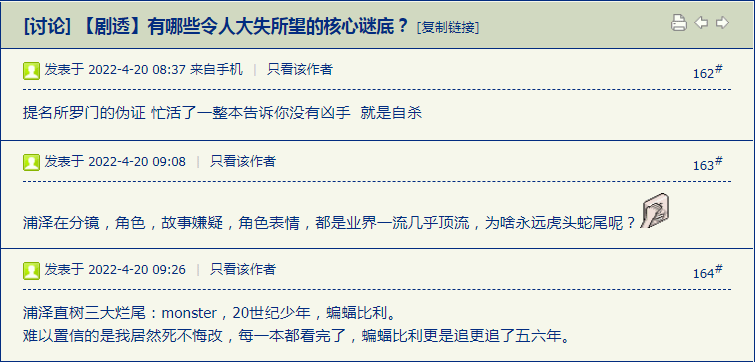 [讨论] 【剧透】有哪些令人大失所望的核心谜底？ [复制链接]
发表于 2022-4-20 08:37 来自手机 | 只看该作者 162#
提名所罗门的伪证 忙活了一整本告诉你没有凶手 就是自杀
发表于 2022-4-20 09:08 | 只看该作者 163#
浦泽在分镜，角色，故事嫌疑，角色表情，都是业界一流几乎顶流，为啥永远虎头蛇尾呢？
发表于 2022-4-20 09:26 | 只看该作者 164#
浦泽直树三大烂尾：monster，20世纪少年，蝙蝠比利。
难以置信的是我居然死不悔改，每一本都看完了，蝙蝠比利更是追更追了五六年。